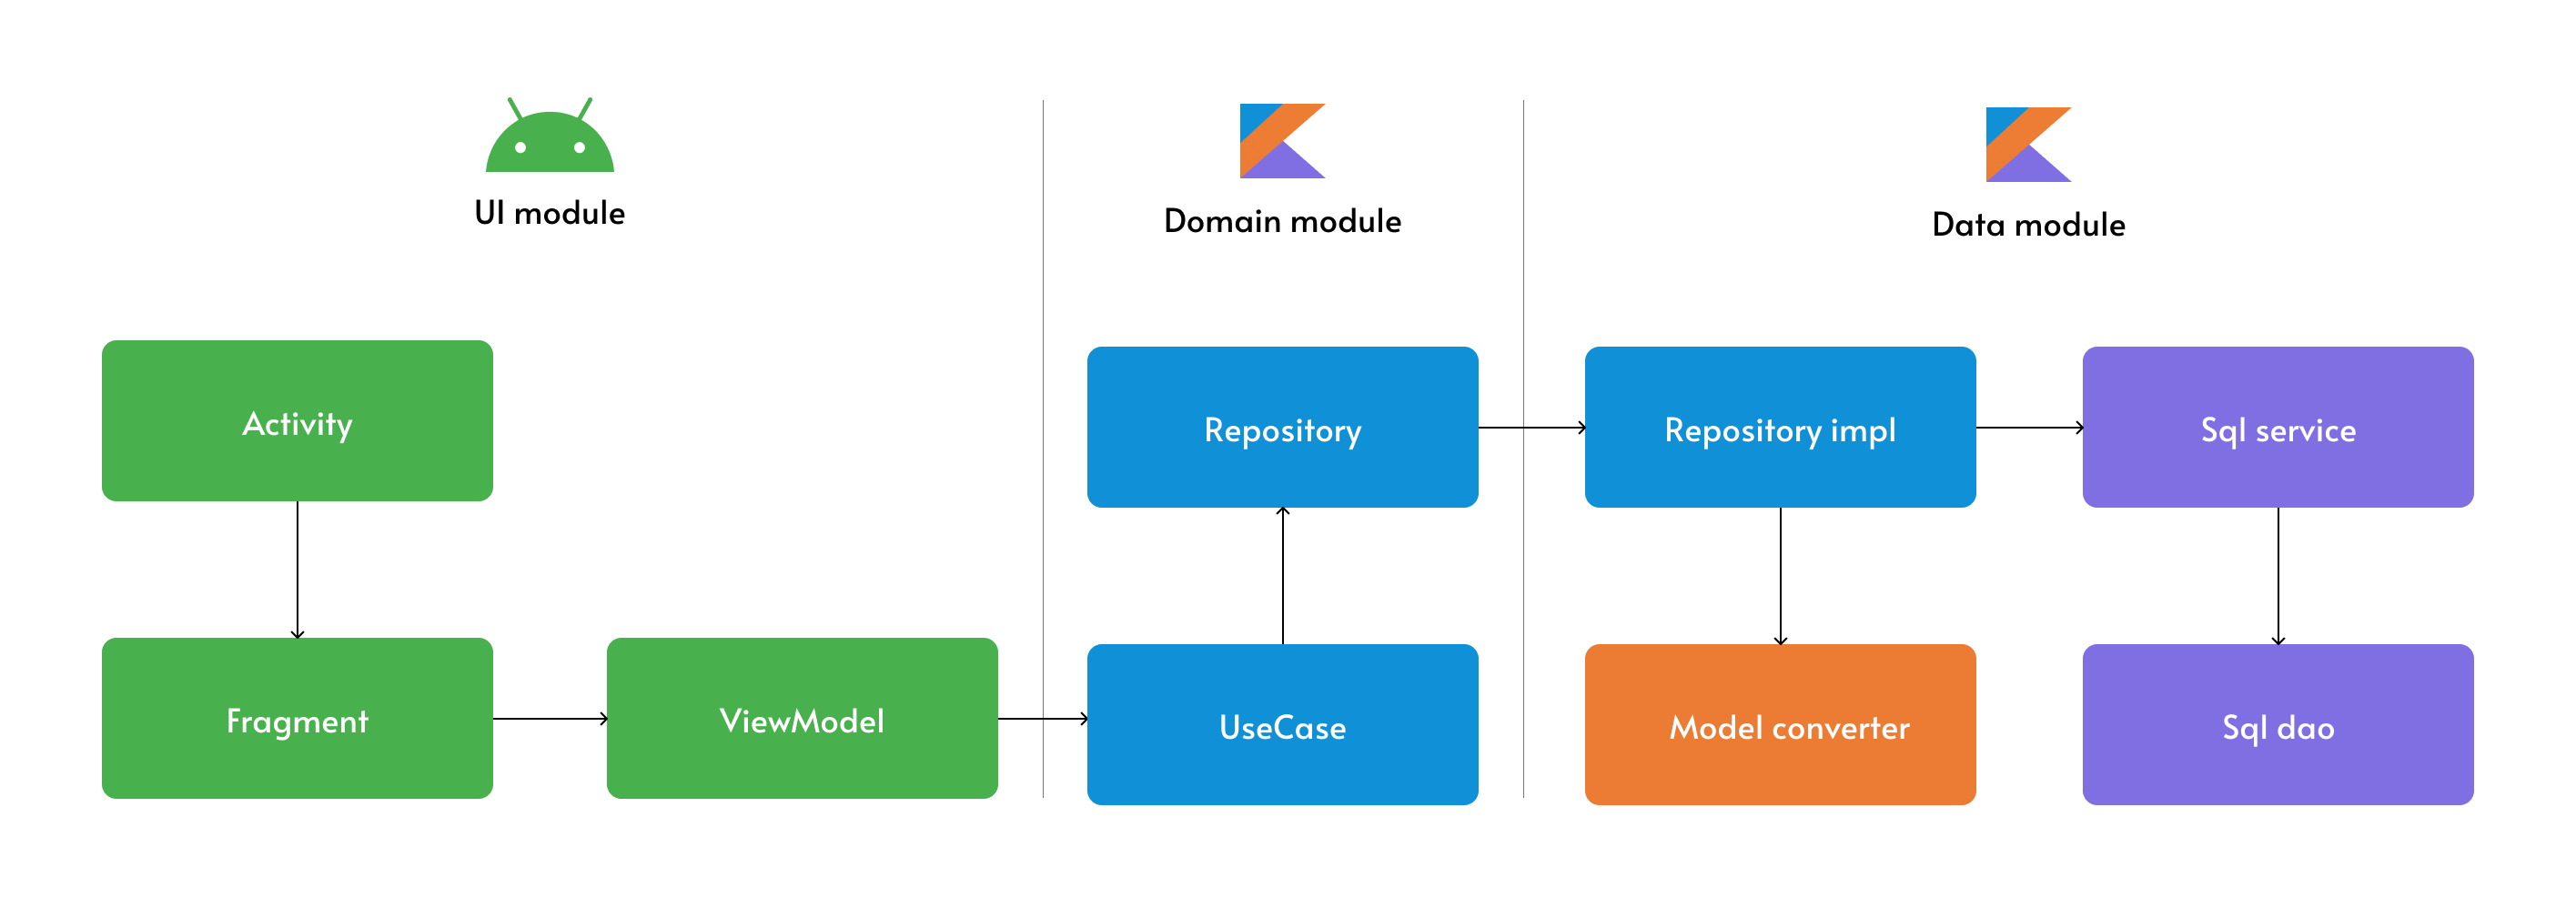 UI module
Domain module
Data module
Activity
Repository
Repository impl
Sql service
Fragment
ViewModel
UseCase
Model converter
Sql dao